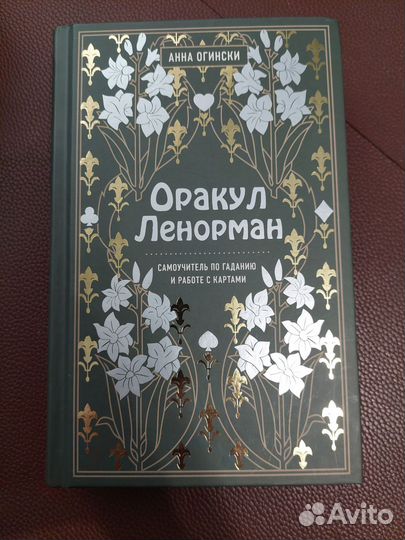 АННА ОГИНСКИ
Оракул
Ленорман
САМОУЧИТЕЛЬ ПО ГАДАНИЮ
И РАБОТЕ С КАРТАМИ
Avito